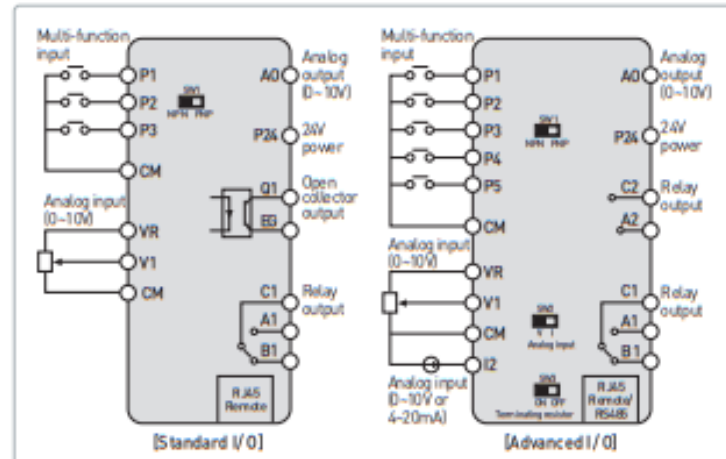 Multi-function
input
P1
P2
P3
CM
SW1
NPN PNP
Analog input
(0~10V)
VR
V1
CM
AO
Analog
output
(0~10V)
P24
24V
power
Q1
EG
Open
collector
output
C1
A1
B1
Relay
output
RJ45
Remote
[Standard I/O]
Multi-function
input
P1
P2
P3
P4
P5
CM
SW1
NPN PNP
Analog input
(0~10V)
VR
V1
CM
I2
Analog input
(0~10V or
4~20mA)
SW2
V I
Analog input
SW3
ON OFF
Terminating resistor
AO
Analog
output
(0~10V)
P24
24V
power
C2
A2
Relay
output
C1
A1
B1
Relay
output
RJ45
Remote/
RS485
[Advanced I/O]